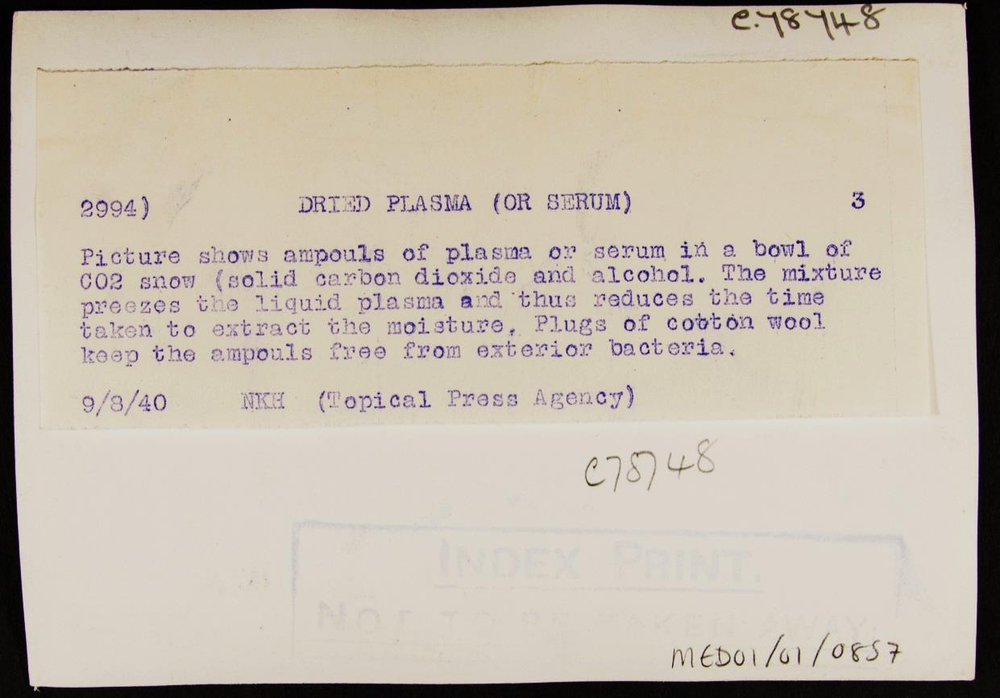 C.78748
2994) DRIED PLASMA (OR SERUM) 3
Picture shows ampouls of plasma or serum in a bowl of
CO2 snow (solid carbon dioxide and alcohol. The mixture
preezes the liquid plasma and thus reduces the time
taken to extract the moisture. Plugs of cotton wool
keep the ampouls free from exterior bacteria.
9/8/40 NKH (Topical Press Agency)
C78748
INDEX PRINT.
NOT TO BE TAKEN AWAY.
MED01/01/0857